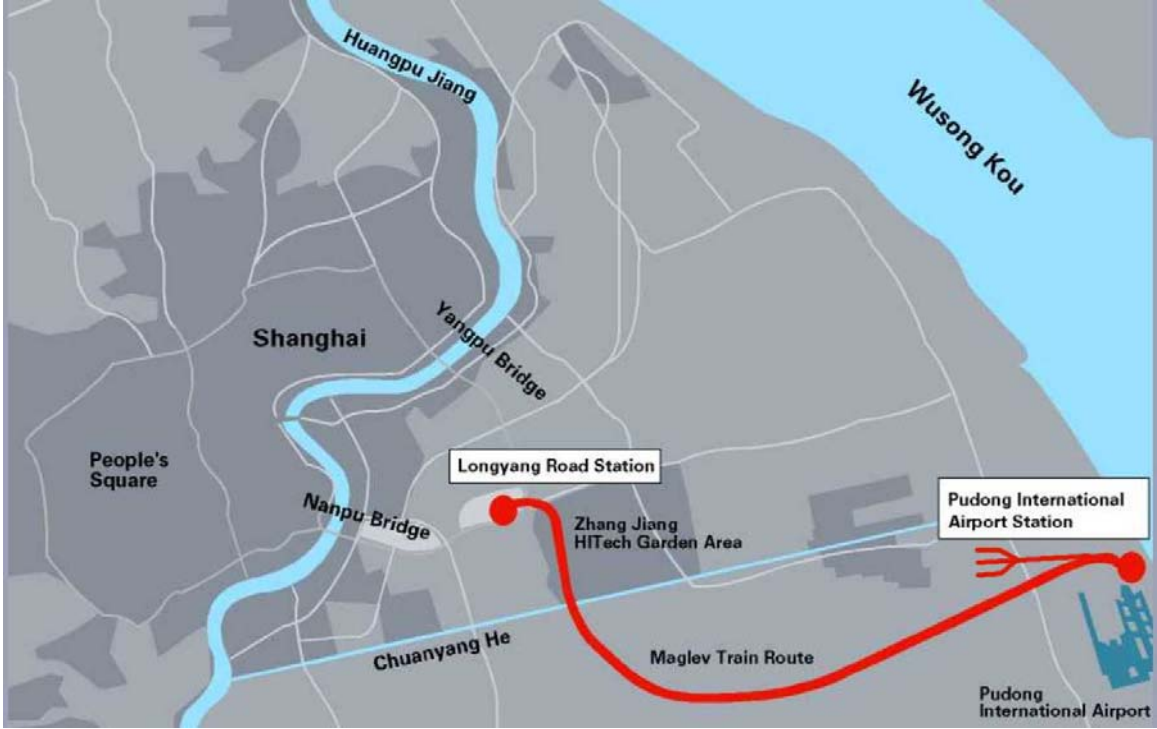 Huangpu Jiang
Wusong Kou
Yangpu Bridge
Shanghai
People's
Square
Longyang Road Station
Nanpu Bridge
Zhang Jiang
HITech Garden Area
Pudong International
Airport Station
Chuanyang He
Maglev Train Route
Pudong
International Airport